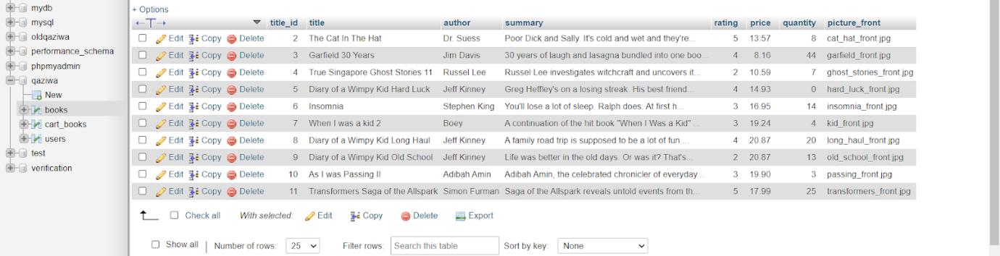 mydb
mysql
oldqaziwa
performance_schema
phpmyadmin
qaziwa
New
books
cart_books
users
test
verification
+ Options
title_id title author summary rating price quantity picture_front
Edit Copy Delete 2 The Cat In The Hat Dr. Suess Poor Dick and Sally. It's cold and wet and they're... 5 13.57 8 cat_hat_front.jpg
Edit Copy Delete 3 Garfield 30 Years Jim Davis 30 years of laugh and lasagna bundled into one boo... 4 8.16 44 garfield_front.jpg
Edit Copy Delete 4 True Singapore Ghost Stories 11 Russel Lee Russel Lee investigates witchcraft and uncovers it... 2 10.59 7 ghost_stories_front.jpg
Edit Copy Delete 5 Diary of a Wimpy Kid Hard Luck Jeff Kinney Greg Heffley's on a losing streak. His best friend... 4 14.93 0 hard_luck_front.jpg
Edit Copy Delete 6 Insomnia Stephen King You'll lose a lot of sleep. Ralph does. At first h... 3 16.95 14 insomnia_front.jpg
Edit Copy Delete 7 When I was a kid 2 Boey A continuation of the hit book "When I Was a Kid" ... 3 19.24 4 kid_front.jpg
Edit Copy Delete 8 Diary of a Wimpy Kid Long Haul Jeff Kinney A family road trip is supposed to be a lot of fun ... 4 20.87 20 long_haul_front.jpg
Edit Copy Delete 9 Diary of a Wimpy Kid Old School Jeff Kinney Life was better in the old days. Or was it? That's... 2 20.87 13 old_school_front.jpg
Edit Copy Delete 10 As I was Passing II Adibah Amin Adibah Amin, the celebrated chronicler of everyday... 3 19.90 3 passing_front.jpg
Edit Copy Delete 11 Transformers Saga of the Allspark Simon Furman Saga of the Allspark reveals untold events from th... 5 17.99 25 transformers_front.jpg
Check all With selected: Edit Copy Delete Export
Show all Number of rows: 25 Filter rows: Search this table Sort by key: None